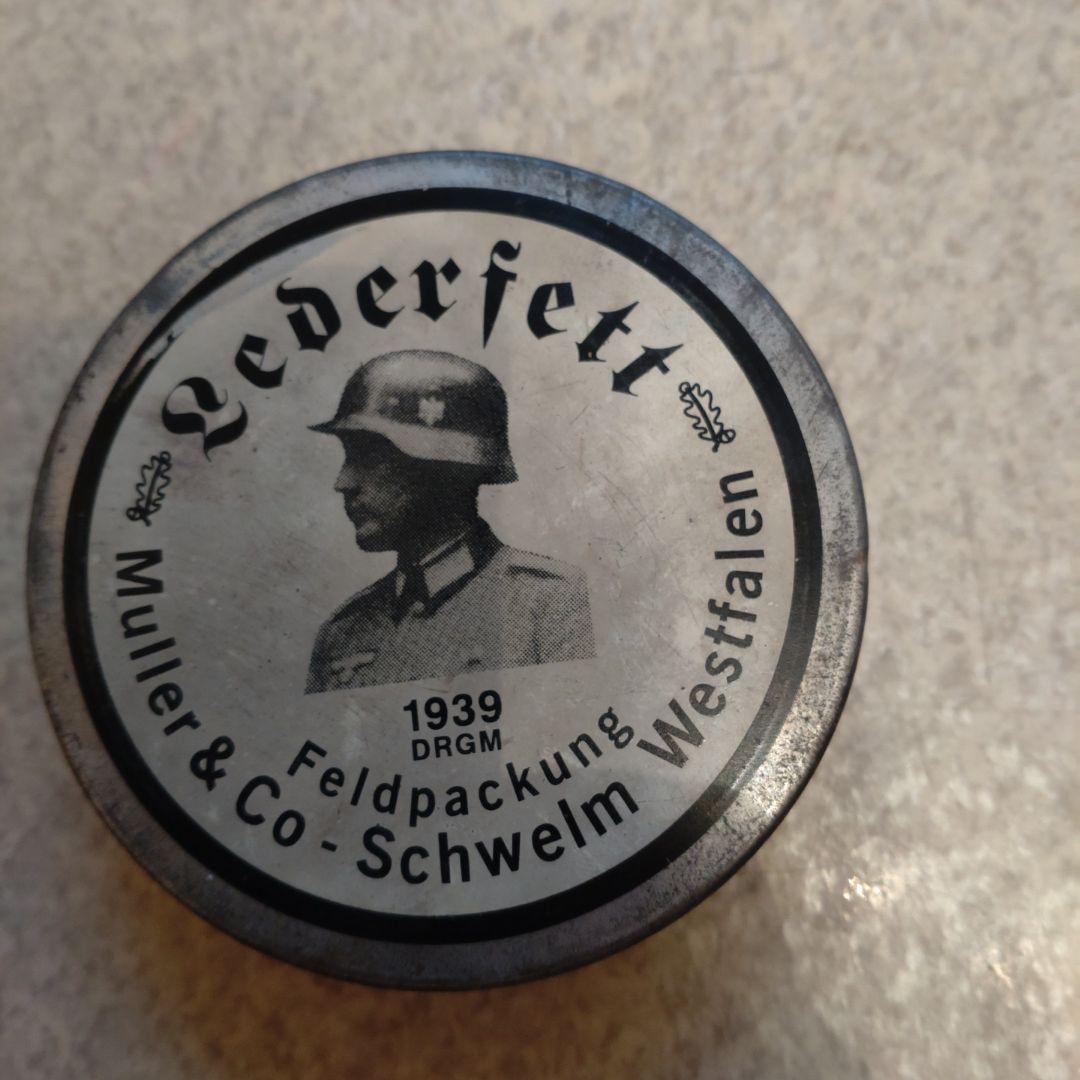 Lederfett
1939
DRGM
Feldpackung
Muller & Co - Schwelm Westfalen